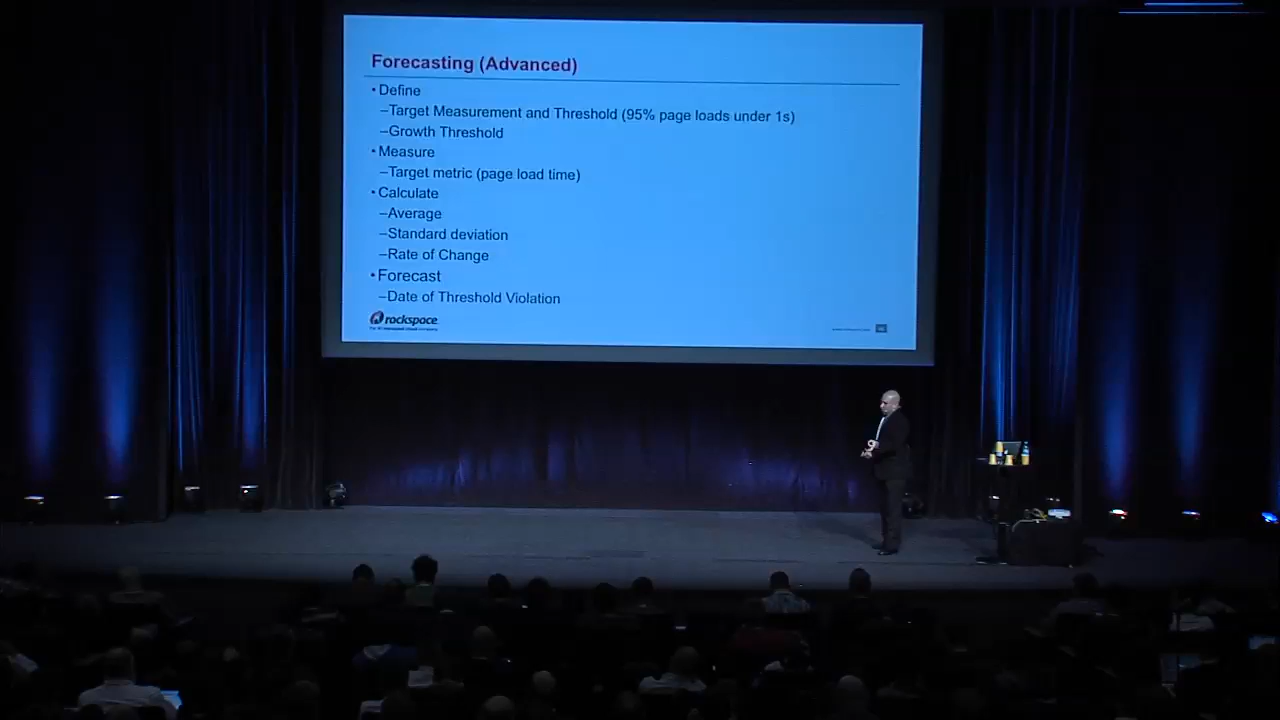 Forecasting (Advanced)
•Define
–Target Measurement and Threshold (95% page loads under 1s)
–Growth Threshold
•Measure
–Target metric (page load time)
•Calculate
–Average
–Standard deviation
–Rate of Change
•Forecast
–Date of Threshold Violation
rockspace